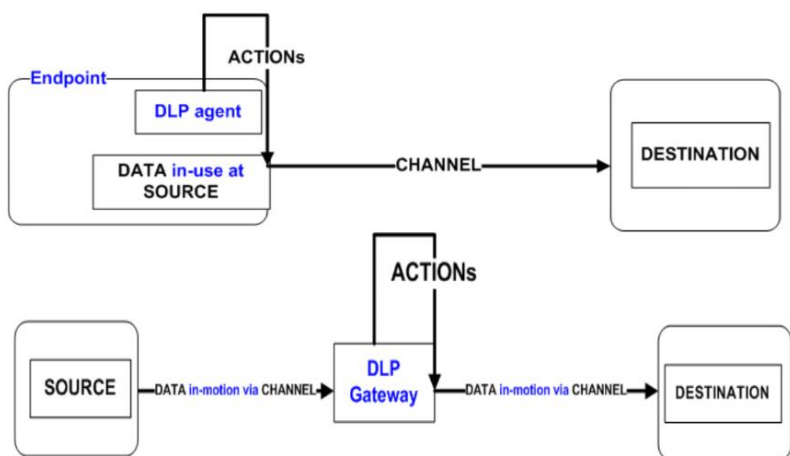 ACTIONs
Endpoint
DLP agent
DATA in-use at
SOURCE
CHANNEL
DESTINATION
ACTIONs
SOURCE
DATA in-motion via CHANNEL
DLP
Gateway
DATA in-motion via CHANNEL
DESTINATION